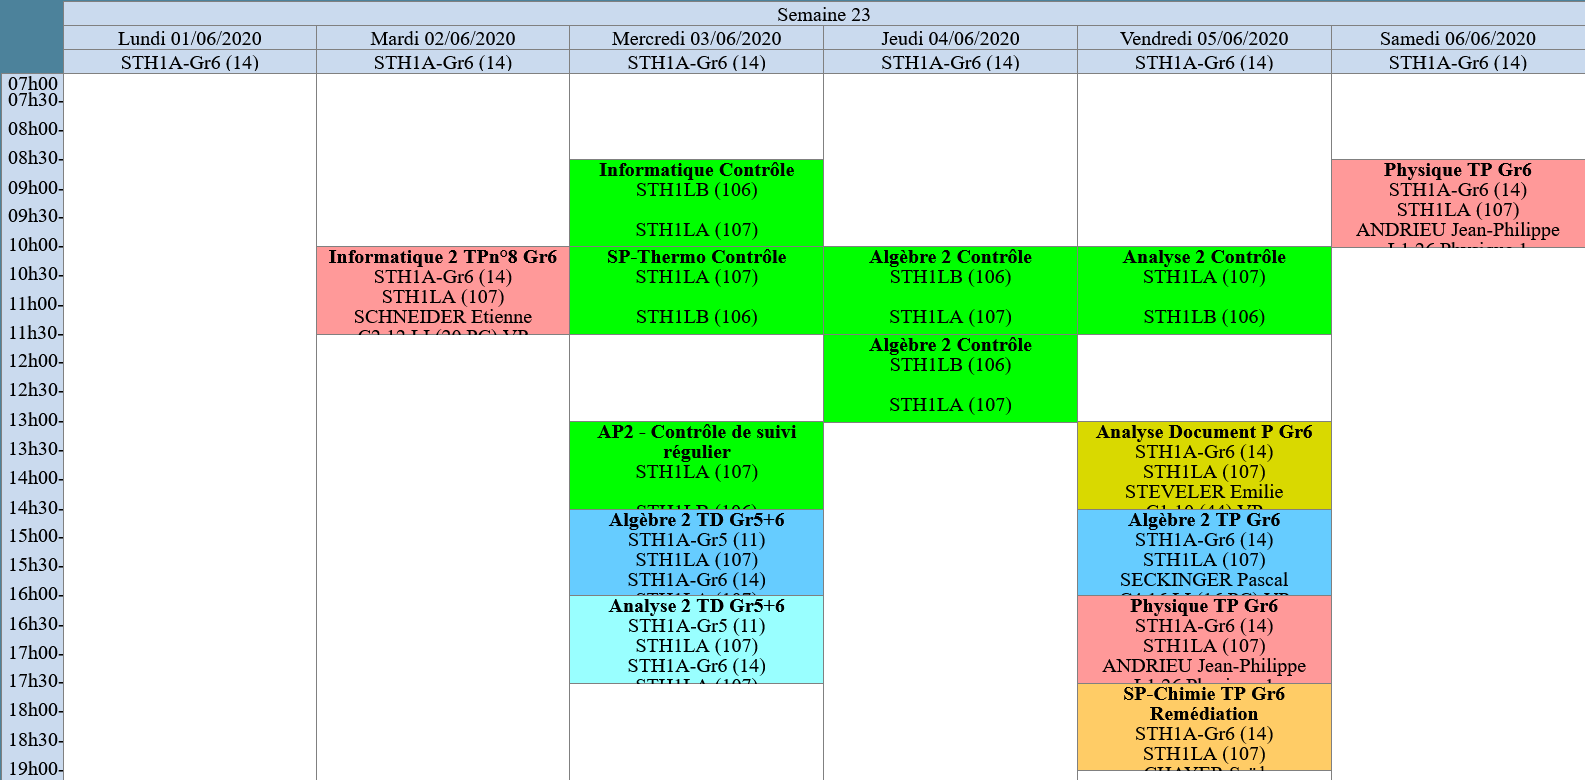 Semaine 23
Lundi 01/06/2020
Mardi 02/06/2020
Mercredi 03/06/2020
Jeudi 04/06/2020
Vendredi 05/06/2020
Samedi 06/06/2020
STH1A-Gr6 (14)
STH1A-Gr6 (14)
STH1A-Gr6 (14)
STH1A-Gr6 (14)
STH1A-Gr6 (14)
STH1A-Gr6 (14)
07h00
07h30
08h00
08h30
09h00
09h30
10h00
10h30
11h00
11h30
12h00
12h30
13h00
13h30
14h00
14h30
15h00
15h30
16h00
16h30
17h00
17h30
18h00
18h30
19h00
Informatique 2 TPn°8 Gr6
STH1A-Gr6 (14)
STH1LA (107)
SCHNEIDER Etienne
Informatique Contrôle
STH1LB (106)
STH1LA (107)
SP-Thermo Contrôle
STH1LA (107)
STH1LB (106)
AP2 - Contrôle de suivi
régulier
STH1LA (107)
STH1LB (106)
Algèbre 2 TD Gr5+6
STH1A-Gr5 (11)
STH1LA (107)
STH1A-Gr6 (14)
STH1LA (107)
Analyse 2 TD Gr5+6
STH1A-Gr5 (11)
STH1LA (107)
STH1A-Gr6 (14)
STH1LA (107)
Algèbre 2 Contrôle
STH1LB (106)
STH1LA (107)
Algèbre 2 Contrôle
STH1LB (106)
STH1LA (107)
Analyse 2 Contrôle
STH1LA (107)
STH1LB (106)
Analyse Document P Gr6
STH1A-Gr6 (14)
STH1LA (107)
STEVELER Emilie
Algèbre 2 TP Gr6
STH1A-Gr6 (14)
STH1LA (107)
SECKINGER Pascal
Physique TP Gr6
STH1A-Gr6 (14)
STH1LA (107)
ANDRIEU Jean-Philippe
SP-Chimie TP Gr6
Remédiation
STH1A-Gr6 (14)
STH1LA (107)
Physique TP Gr6
STH1A-Gr6 (14)
STH1LA (107)
ANDRIEU Jean-Philippe